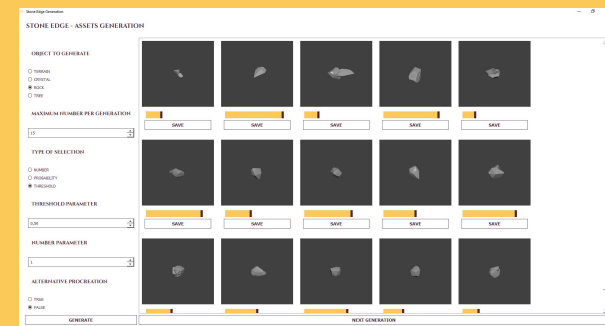 Stone Edge Generation
STONE EDGE - ASSETS GENERATION
OBJECT TO GENERATE
TERRAIN
CRYSTAL
ROCK
TREE
MAXIMUM NUMBER PER GENERATION
15
TYPE OF SELECTION
NUMBER
PROBABILITY
THRESHOLD
THRESHOLD PARAMETER
0,00
NUMBER PARAMETER
1
ALTERNATIVE PROCREATION
TRUE
FALSE
GENERATE
SAVE SAVE SAVE SAVE SAVE
SAVE SAVE SAVE SAVE SAVE
NEXT GENERATION